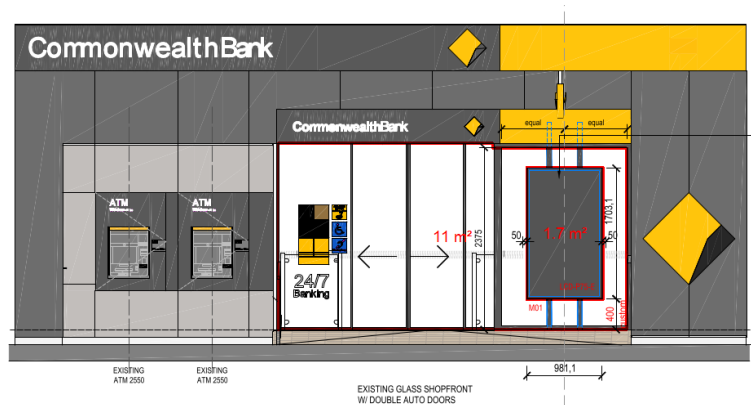 CommonwealthBank
CommonwealthBank
equal
equal
ATM
ATM
11 m²
2375
50
1.7 m²
50
1703,1
24/7
Banking
M01
400
custom
981,1
EXISTING
ATM 2550
EXISTING
ATM 2550
EXISTING GLASS SHOPFRONT
W/ DOUBLE AUTO DOORS